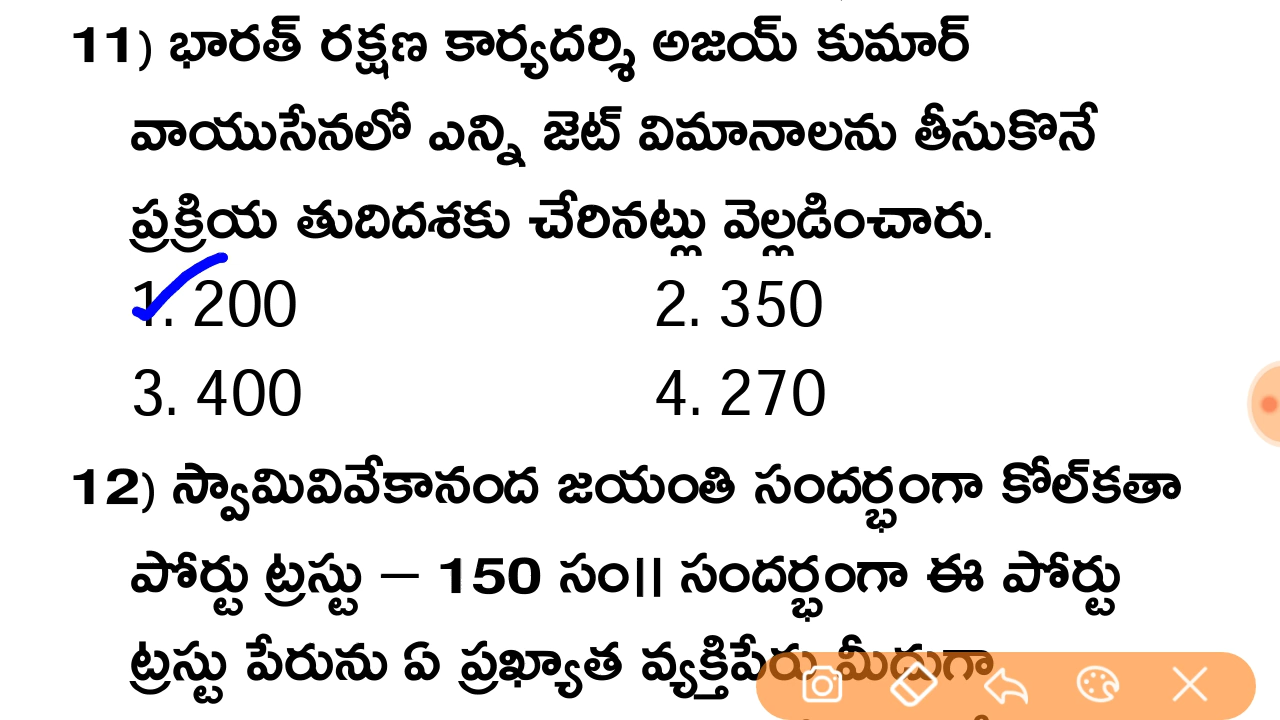 11) భారత్ రక్షణ కార్యదర్శి అజయ్ కుమార్
వాయుసేనలో ఎన్ని జెట్ విమానాలను తీసుకొనే
ప్రక్రియ తుదిదశకు చేరినట్లు వెల్లడించారు.
1. 200 2. 350
3. 400 4. 270
12) స్వామివివేకానంద జయంతి సందర్భంగా కోల్‌కతా
పోర్టు ట్రస్టు – 150 సం|| సందర్భంగా ఈ పోర్టు
ట్రస్టు పేరును ఏ ప్రఖ్యాత వ్యక్తిపేరు మీదుగా